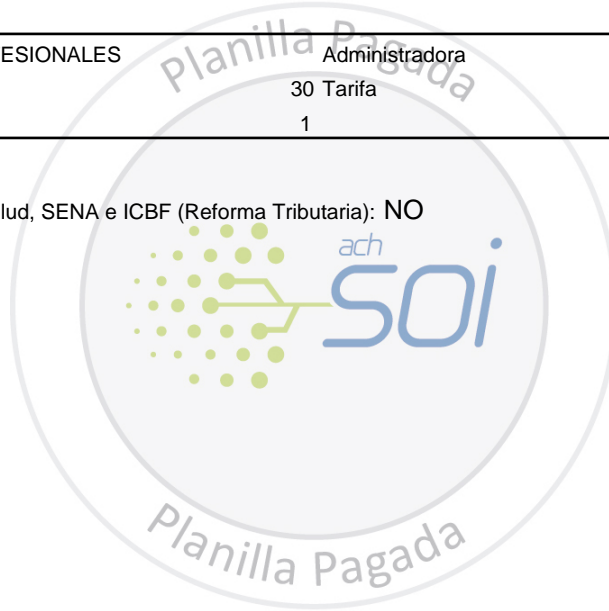 ESIONALES Administradora
30 Tarifa
1
lud, SENA e ICBF (Reforma Tributaria): NO
Planilla Pagada
ach
soi
Planilla Pagada